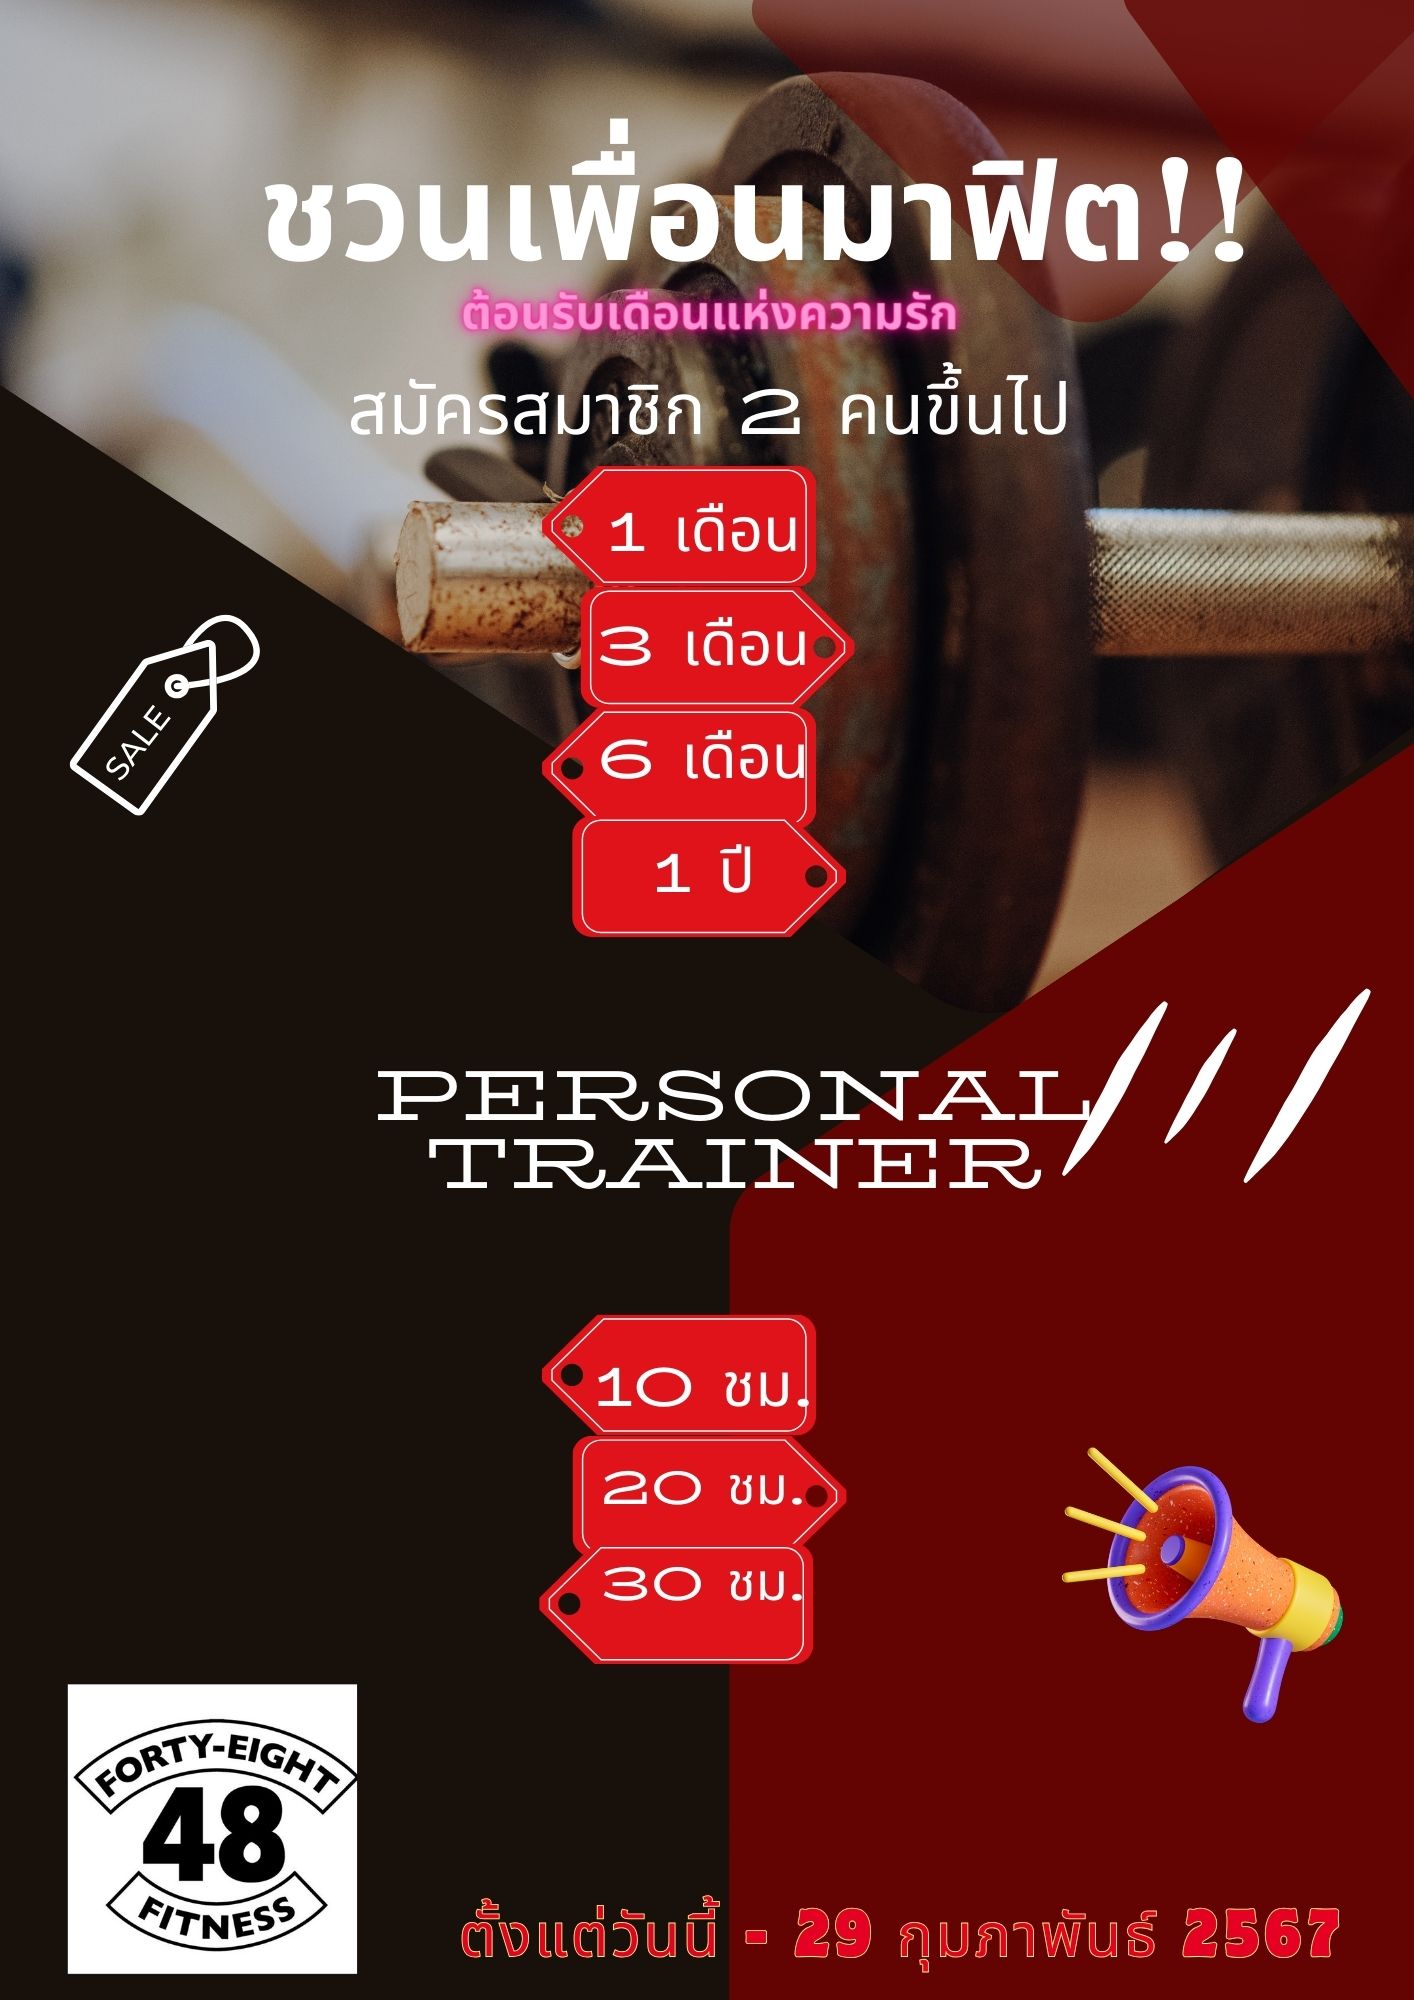 ชวนเพื่อนมาฟิต!!
ต้อนรับเดือนแห่งความรัก
สมัครสมาชิก 2 คนขึ้นไป
1 เดือน
3 เดือน
SALE
6 เดือน
1 ปี
PERSONAL
TRAINER
10 ชม.
20 ชม.
30 ชม.
FORTY-EIGHT
48
FITNESS
ตั้งแต่วันนี้ - 29 กุมภาพันธ์ 2567